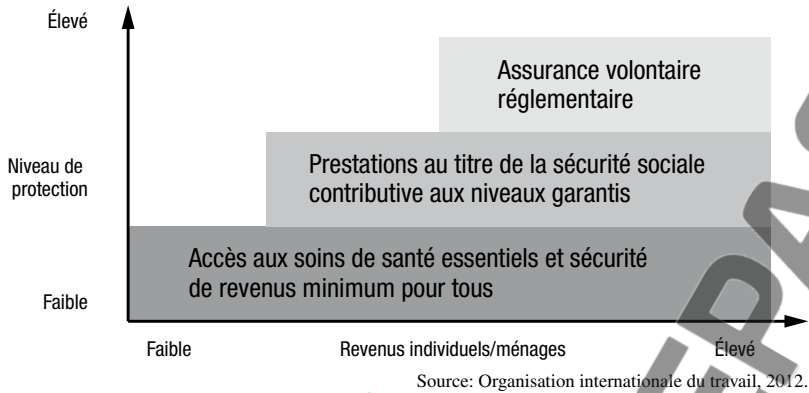 Élevé
Assurance volontaire
réglementaire
Niveau de
protection
Prestations au titre de la sécurité sociale
contributive aux niveaux garantis
Accès aux soins de santé essentiels et sécurité
de revenus minimum pour tous
Faible
Faible
Revenus individuels/ménages
Élevé
Source: Organisation internationale du travail, 2012.